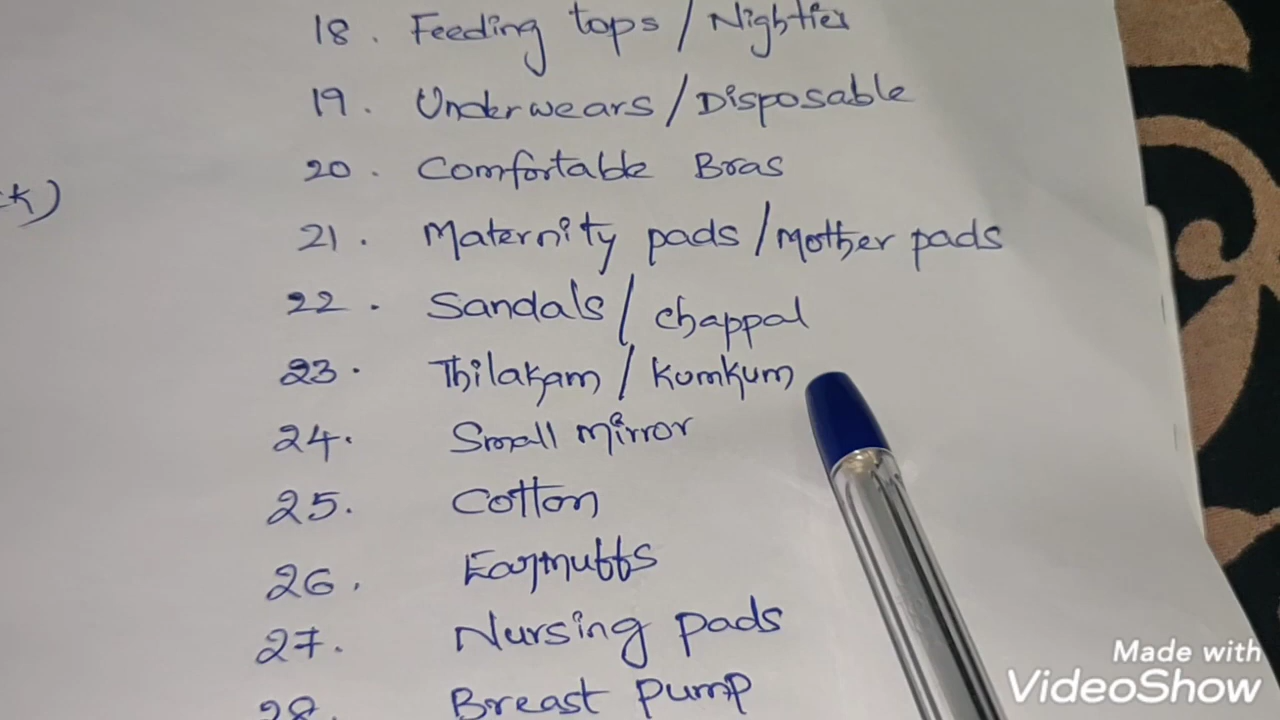 18. Feeding tops / Nighties
19. Underwears / Disposable
20. Comfortable Bras
21. Maternity pads / Mother pads
22. Sandals / chappal
23. Thilakam / Kumkum
24. Small mirror
25. Cotton
26. Earmuffs
27. Nursing pads
28. Breast pump
Made with
VideoShow